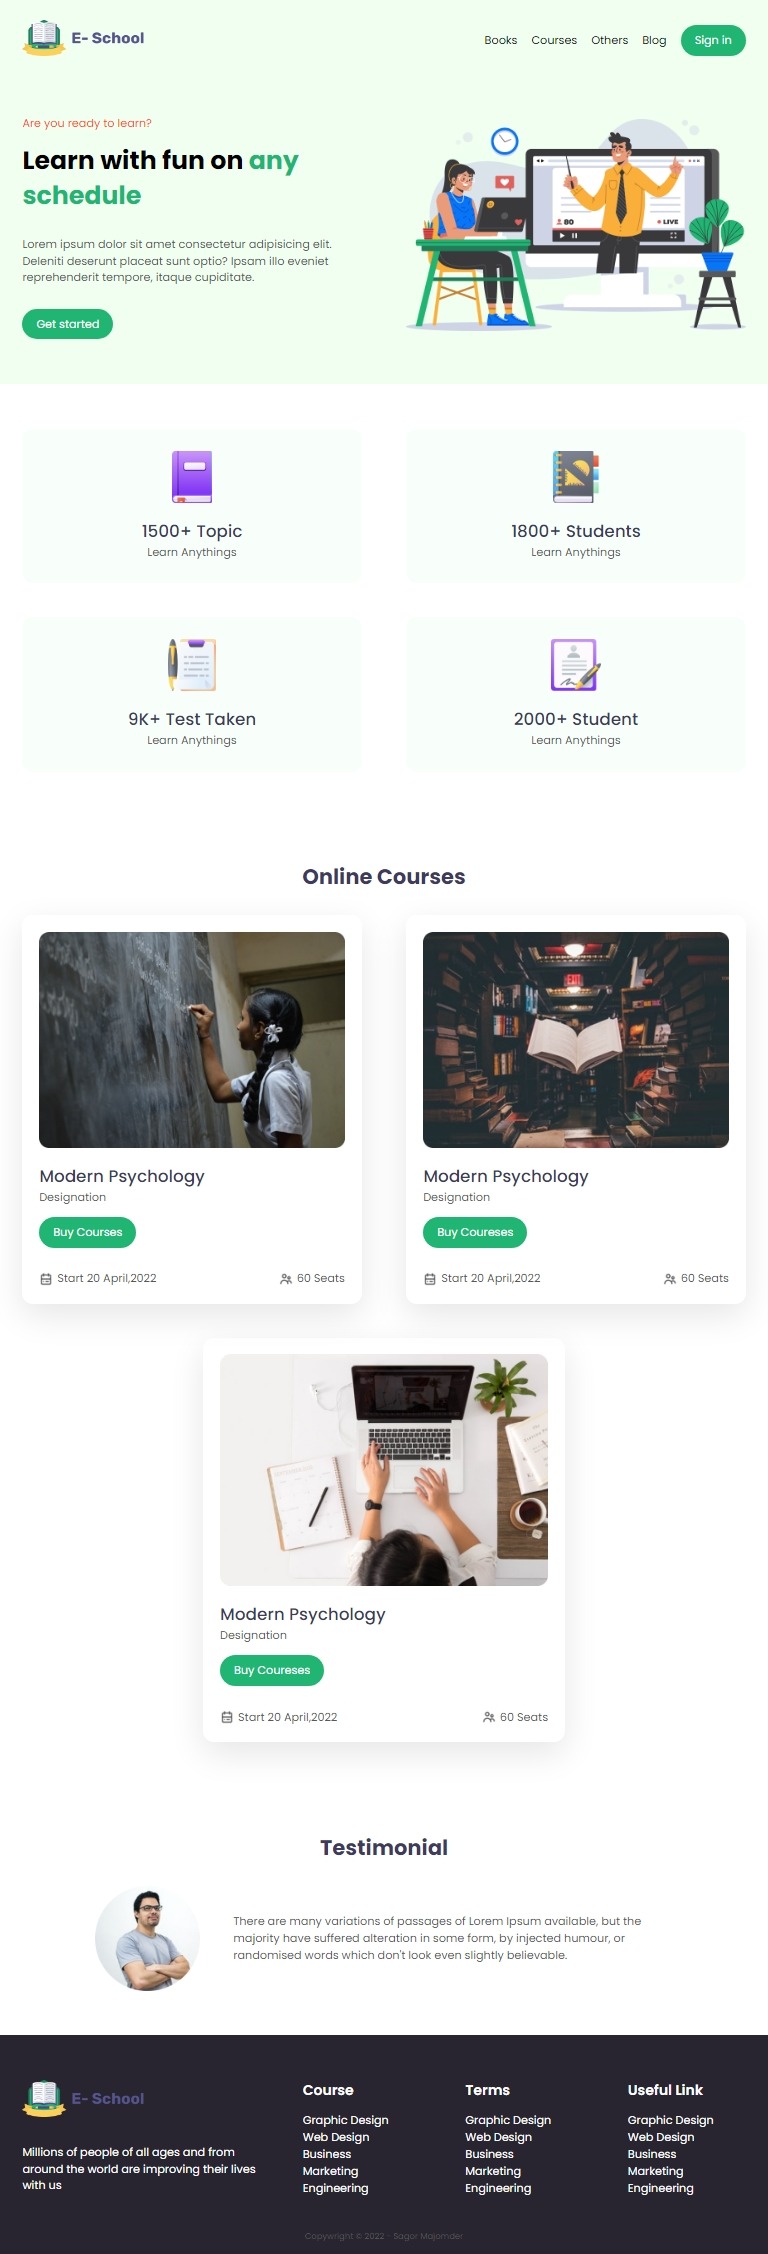 E- School
Books Courses Others Blog Sign in
Are you ready to learn?
Learn with fun on any
schedule
Lorem ipsum dolor sit amet consectetur adipisicing elit.
Deleniti deserunt placeat sunt optio? Ipsam illo eveniet
reprehenderit tempore, itaque cupiditate.
Get started
80
LIVE
1500+ Topic
Learn Anythings
1800+ Students
Learn Anythings
9K+ Test Taken
Learn Anythings
2000+ Student
Learn Anythings
Online Courses
EXIT
Modern Psychology
Designation
Buy Courses
Start 20 April,2022 60 Seats
Modern Psychology
Designation
Buy Coureses
Start 20 April,2022 60 Seats
Modern Psychology
Designation
Buy Coureses
Start 20 April,2022 60 Seats
Testimonial
There are many variations of passages of Lorem Ipsum available, but the
majority have suffered alteration in some form, by injected humour, or
randomised words which don't look even slightly believable.
E- School
Millions of people of all ages and from
around the world are improving their lives
with us
Course
Graphic Design
Web Design
Business
Marketing
Engineering
Terms
Graphic Design
Web Design
Business
Marketing
Engineering
Useful Link
Graphic Design
Web Design
Business
Marketing
Engineering
Copywright © 2022 - Sagor Mojomder